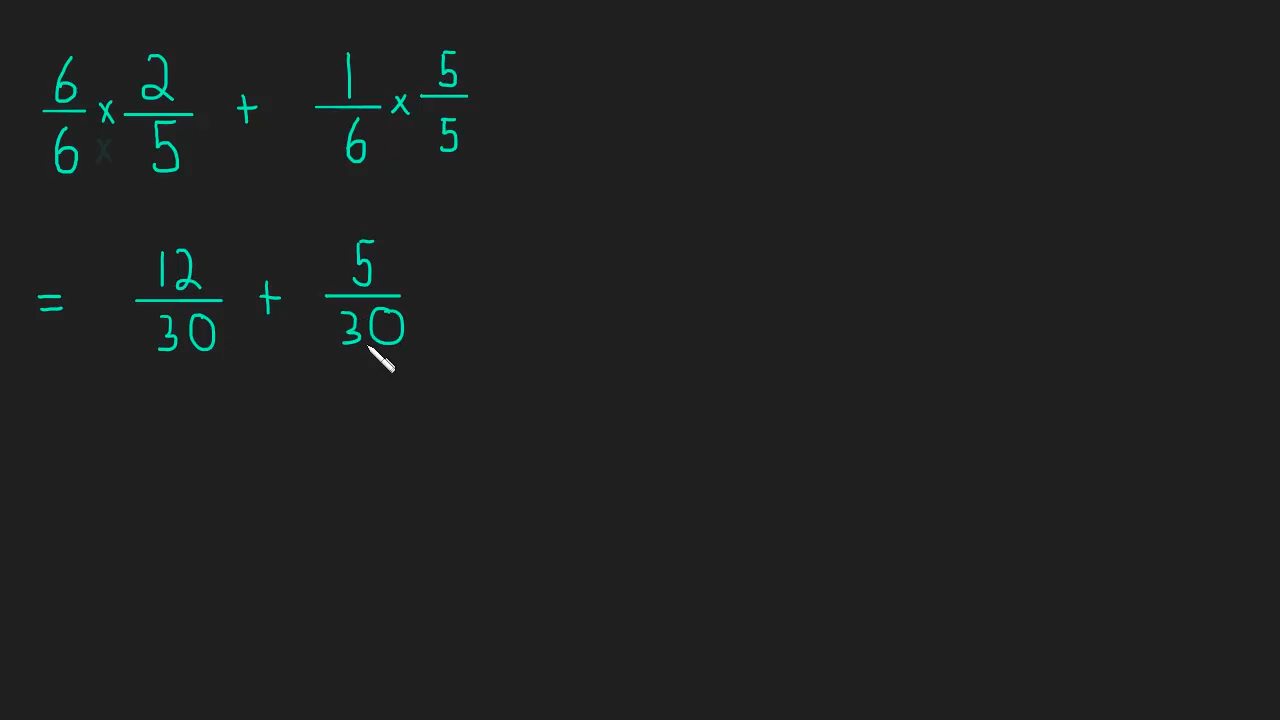 6/6 × 2/5 + 1/6 × 5/5
= 12/30 + 5/30